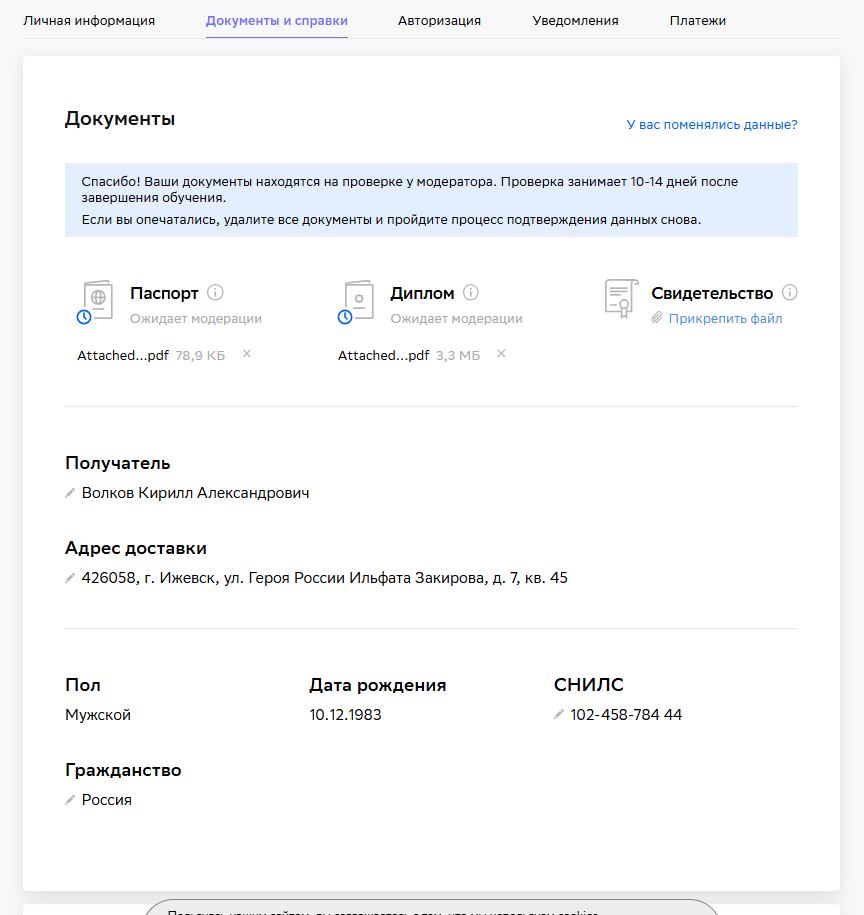 Личная информация Документы и справки Авторизация Уведомления Платежи
Документы
У вас поменялись данные?
Спасибо! Ваши документы находятся на проверке у модератора. Проверка занимает 10-14 дней после
завершения обучения.
Если вы опечатались, удалите все документы и пройдите процесс подтверждения данных снова.
Паспорт Диплом Свидетельство
Ожидает модерации Ожидает модерации Прикрепить файл
Attached...pdf 78,9 КБ Attached...pdf 3,3 МБ
Получатель
Волков Кирилл Александрович
Адрес доставки
426058, г. Ижевск, ул. Героя России Ильфата Закирова, д. 7, кв. 45
Пол Дата рождения СНИЛС
Мужской 10.12.1983 102-458-784 44
Гражданство
Россия